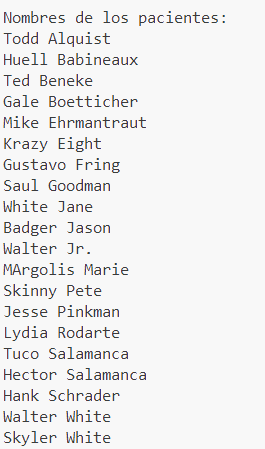 Nombres de los pacientes:
Todd Alquist
Huell Babineaux
Ted Beneke
Gale Boetticher
Mike Ehrmantraut
Krazy Eight
Gustavo Fring
Saul Goodman
White Jane
Badger Jason
Walter Jr.
MArgolis Marie
Skinny Pete
Jesse Pinkman
Lydia Rodarte
Tuco Salamanca
Hector Salamanca
Hank Schrader
Walter White
Skyler White